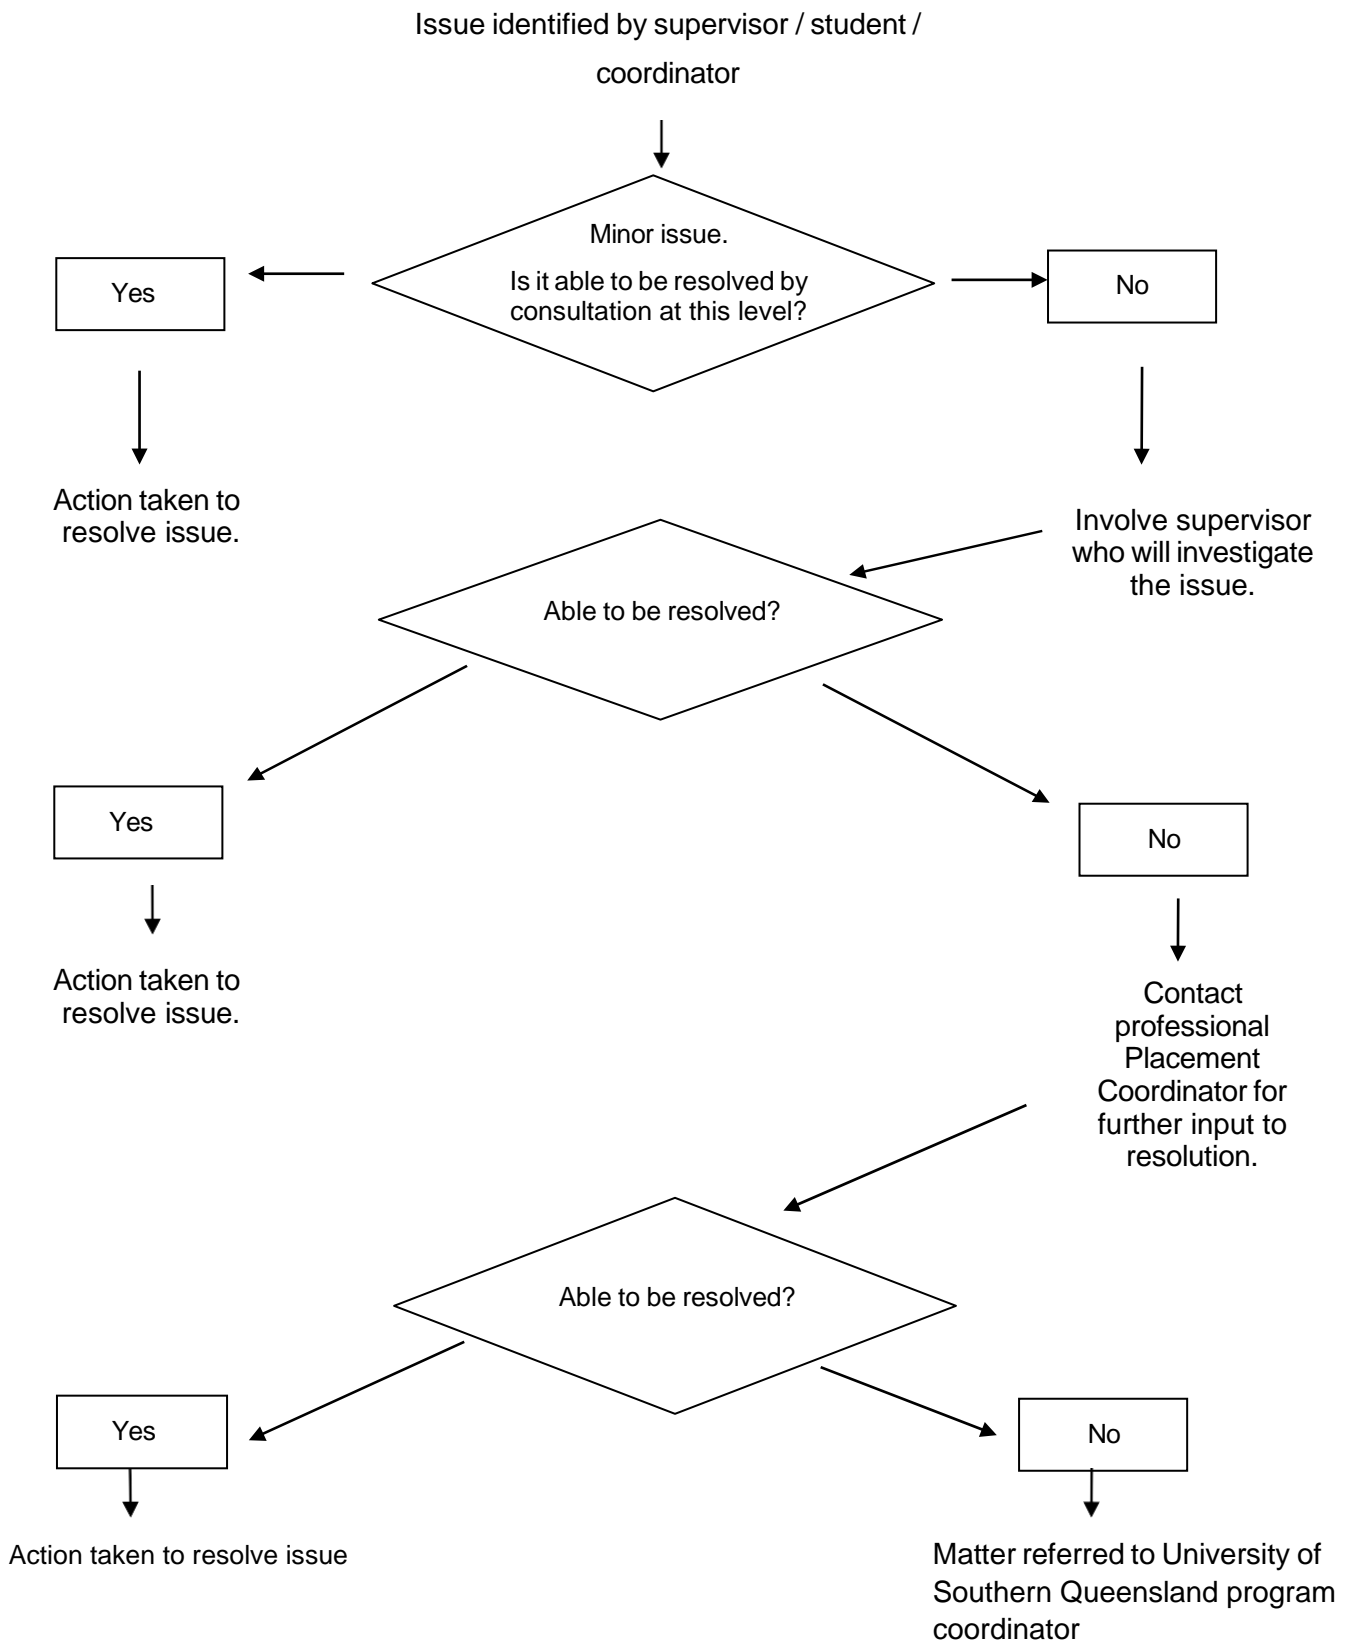 Issue identified by supervisor / student /
coordinator
Minor issue.
Is it able to be resolved by
consultation at this level?
Yes
No
Action taken to
resolve issue.
Involve supervisor
who will investigate
the issue.
Able to be resolved?
Yes
No
Action taken to
resolve issue.
Contact
professional
Placement
Coordinator for
further input to
resolution.
Able to be resolved?
Yes
No
Action taken to resolve issue
Matter referred to University of
Southern Queensland program
coordinator